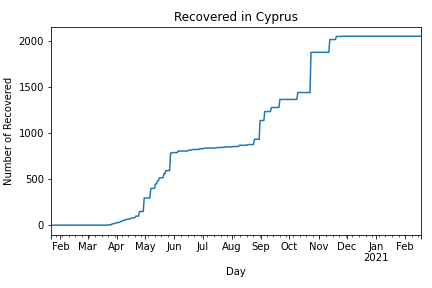 Recovered in Cyprus
Number of Recovered
2000
1500
1000
500
0
Feb Mar Apr May Jun Jul Aug Sep Oct Nov Dec Jan Feb
2021
Day